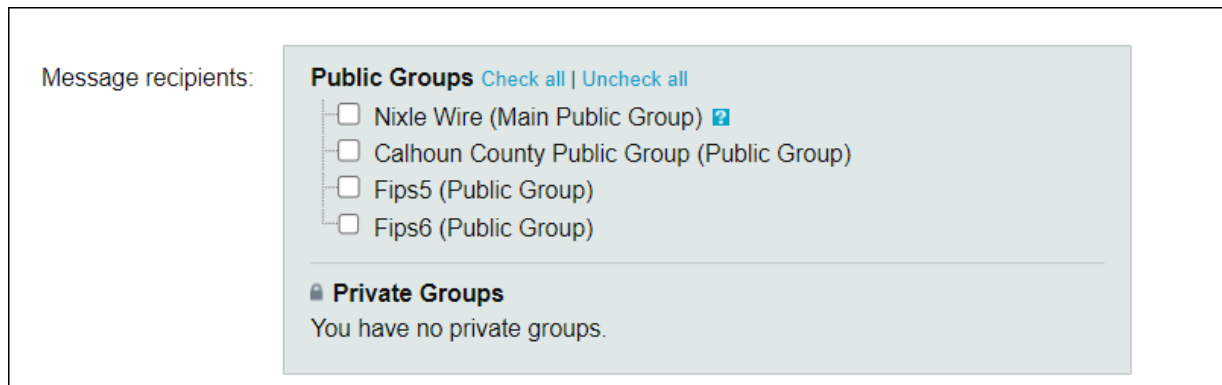 Message recipients:
Public Groups Check all | Uncheck all
Nixle Wire (Main Public Group) ?
Calhoun County Public Group (Public Group)
Fips5 (Public Group)
Fips6 (Public Group)
Private Groups
You have no private groups.